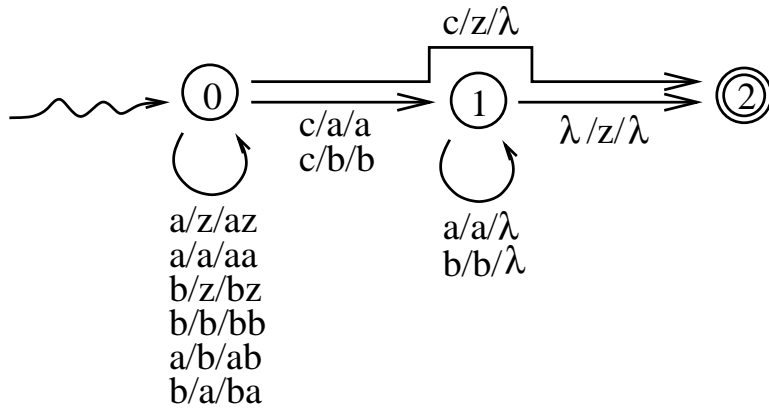 c/z/λ
0
1
2
c/a/a
c/b/b
λ/z/λ
a/z/az
a/a/aa
b/z/bz
b/b/bb
a/b/ab
b/a/ba
a/a/λ
b/b/λ